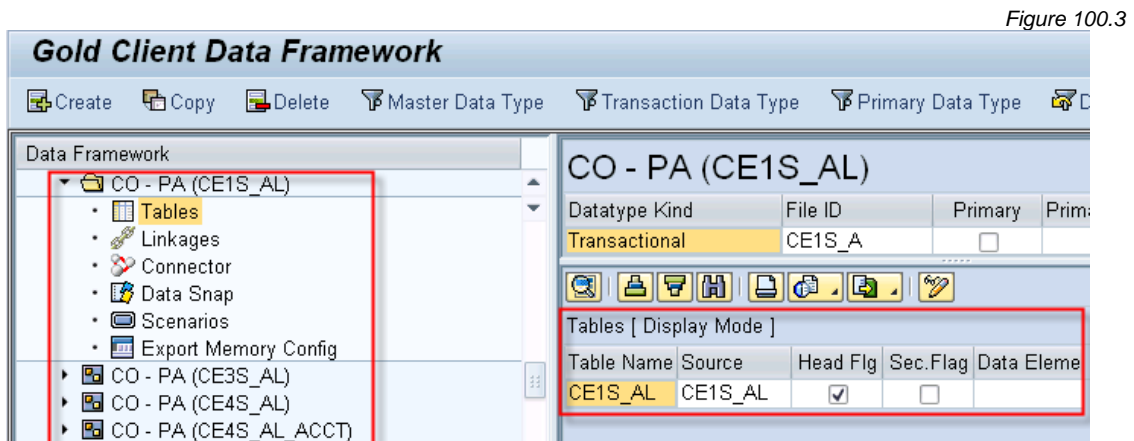 Figure 100.3
Gold Client Data Framework
Create Copy Delete Master Data Type Transaction Data Type Primary Data Type
Data Framework
CO - PA (CE1S_AL)
Tables
Linkages
Connector
Data Snap
Scenarios
Export Memory Config
CO - PA (CE3S_AL)
CO - PA (CE4S_AL)
CO - PA (CE4S_AL_ACCT)
CO - PA (CE1S_AL)
Datatype Kind File ID Primary Prim
Transactional CE1S_A
Tables [ Display Mode ]
Table Name Source Head Flg Sec.Flag Data Eleme
CE1S_AL CE1S_AL